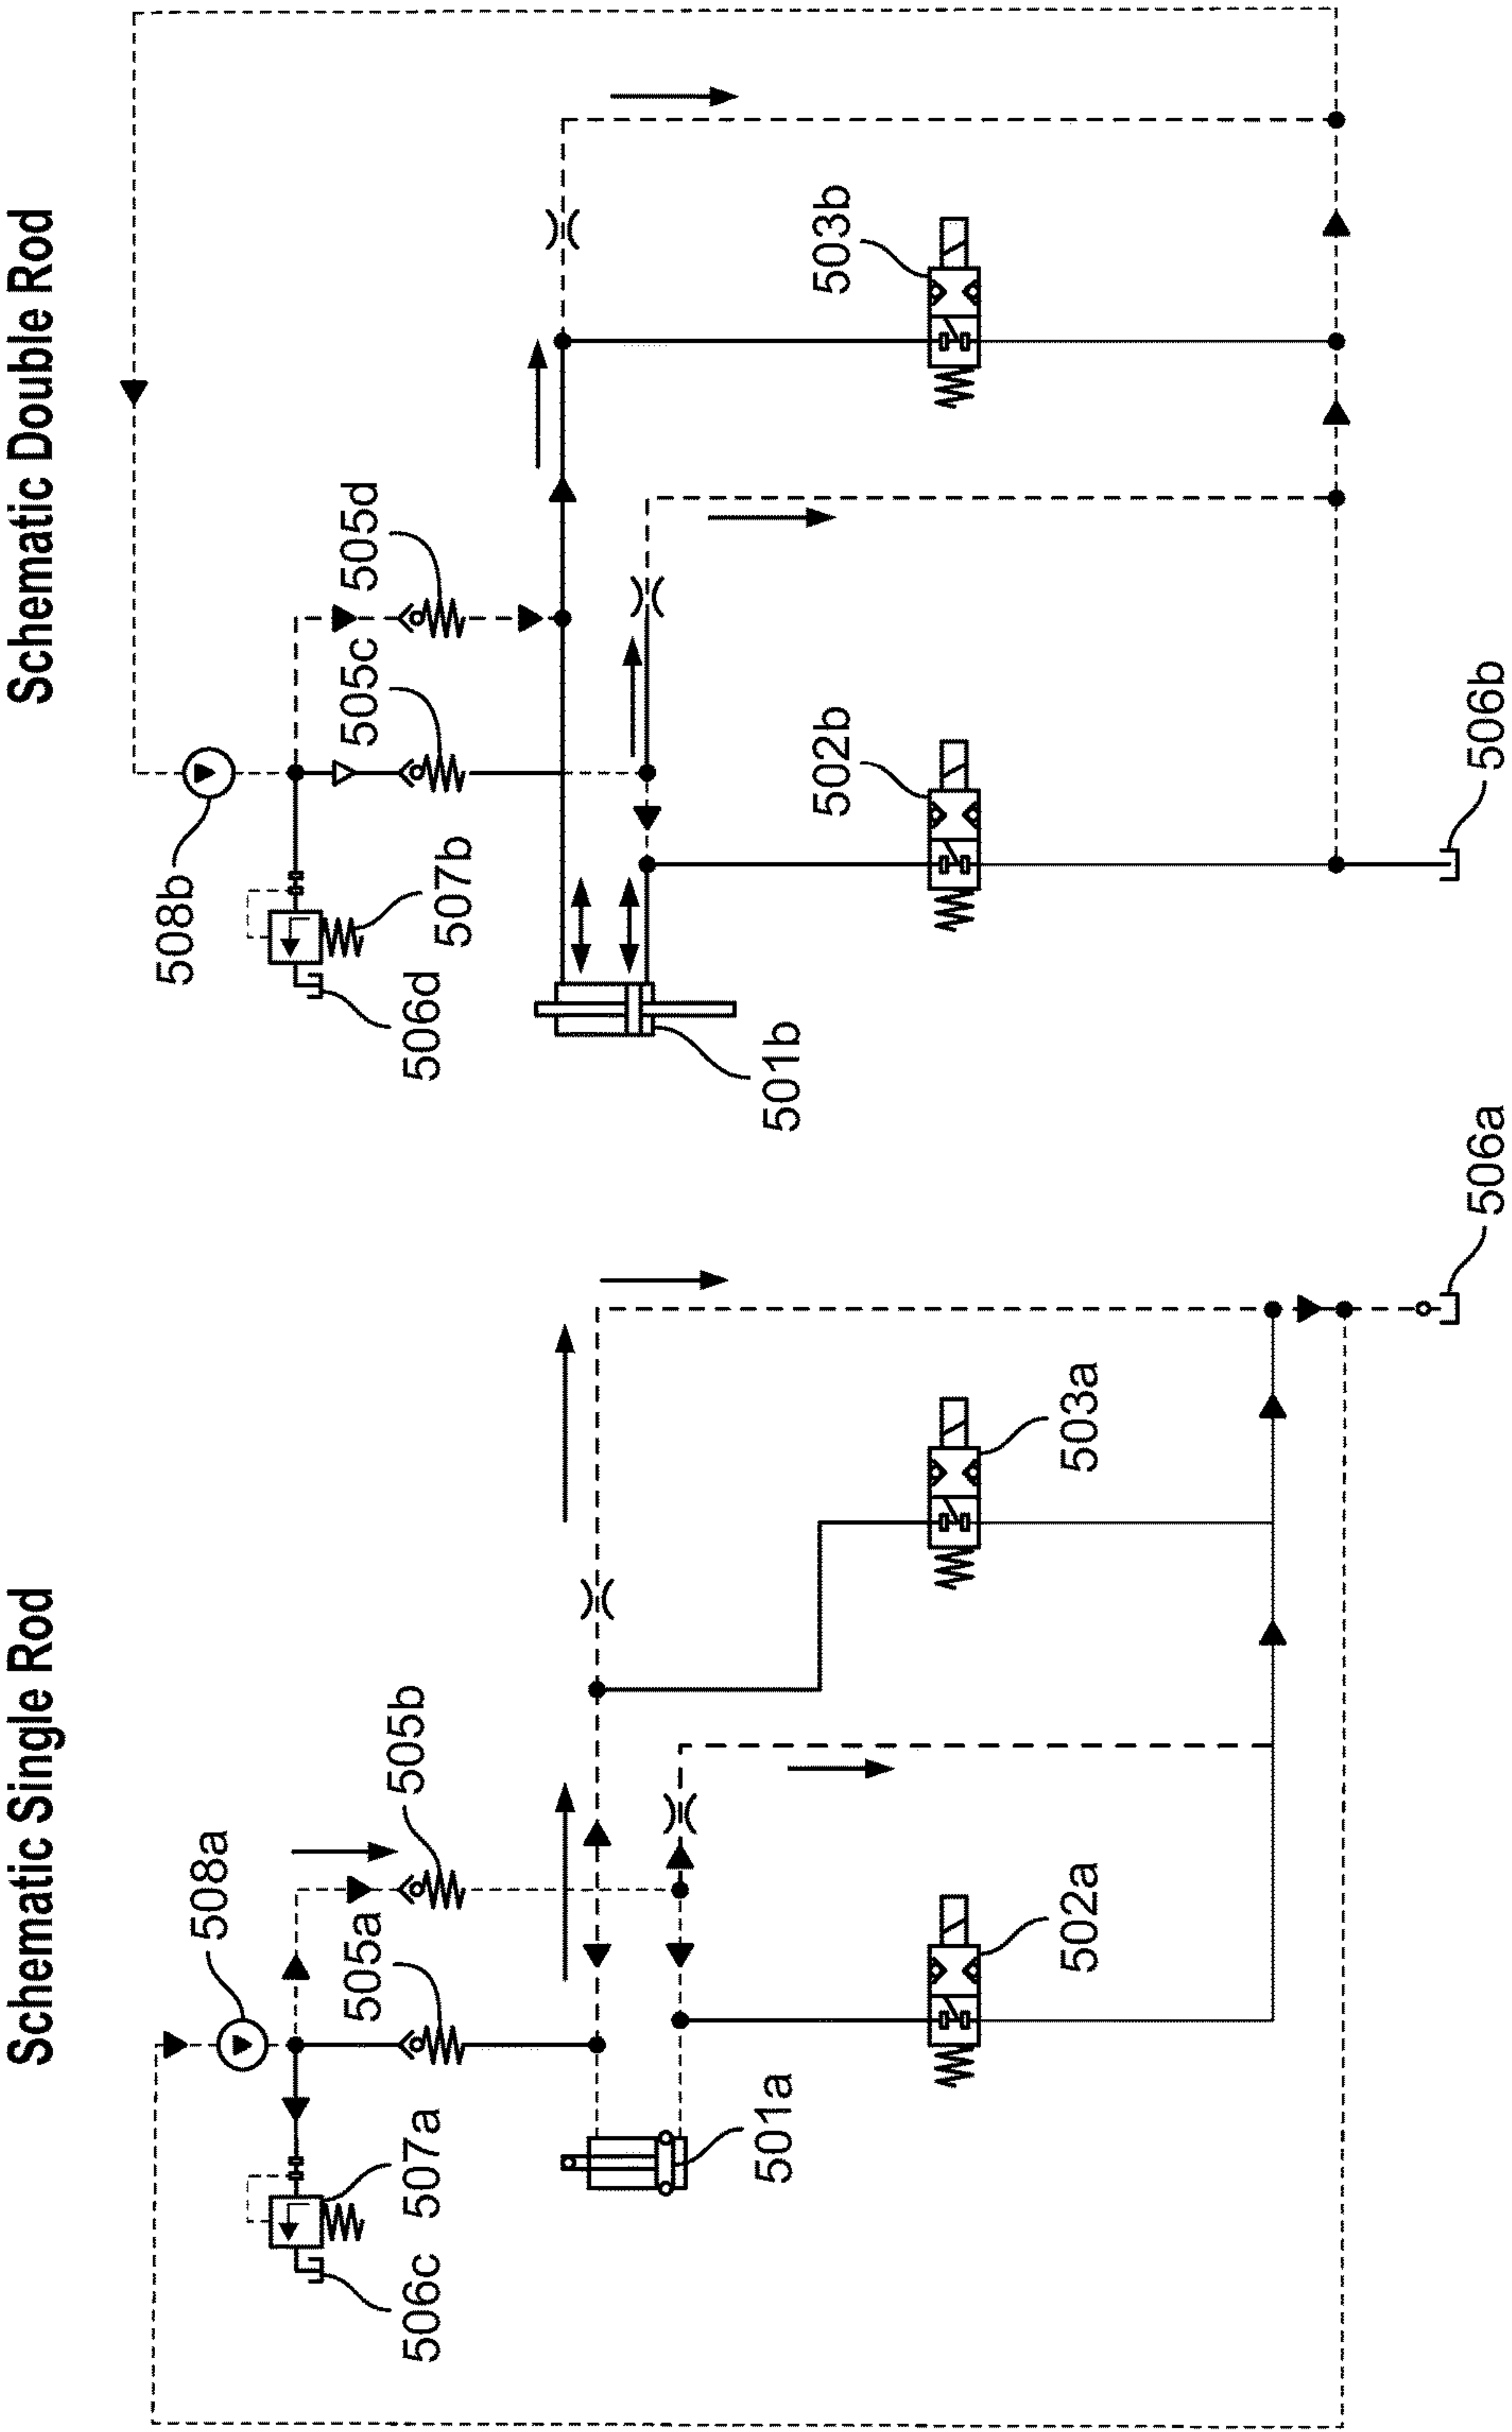 Schematic Single Rod
508a
505b
505a
507a
506c
501a
502a
503a
506a
Schematic Double Rod
508b
505d
505c
507b
506d
501b
502b
503b
506b